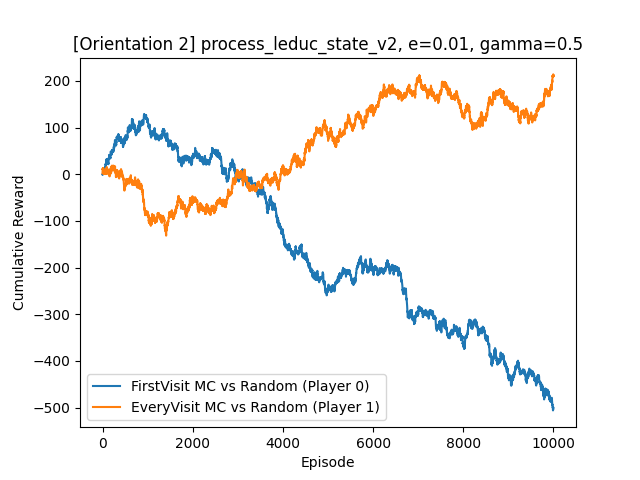 [Orientation 2] process_leduc_state_v2, e=0.01, gamma=0.5
Cumulative Reward
200
100
0
−100
−200
−300
−400
−500
FirstVisit MC vs Random (Player 0)
EveryVisit MC vs Random (Player 1)
0 2000 4000 6000 8000 10000
Episode